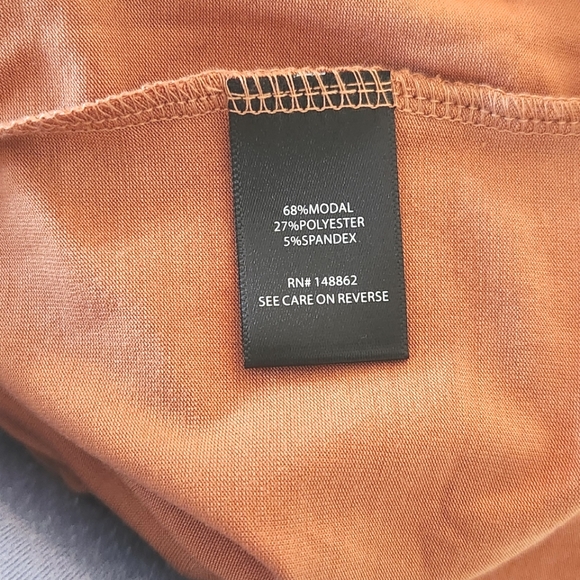 68%MODAL
27%POLYESTER
5%SPANDEX
RN# 148862
SEE CARE ON REVERSE